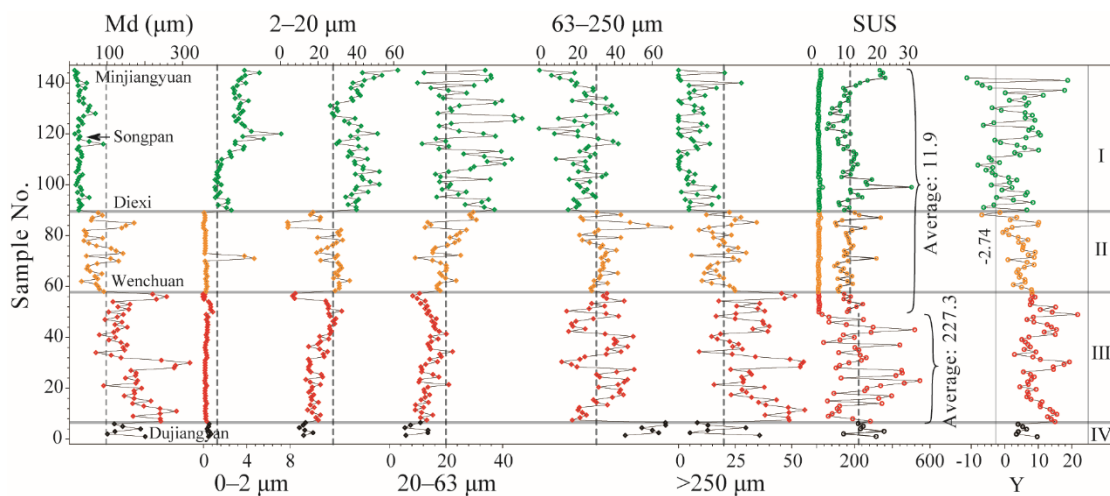 Md (μm) 2–20 μm 63–250 μm SUS
100 300 0 20 40 60 0 20 40 60 0 10 20 30
140 Minjiangyuan
120 Songpan
100 Diexi
80
60 Wenchuan
40
20
0 Dujiangyan
Sample No.
Average: 11.9
Average: 227.3
-2.74
I
II
III
IV
0 4 8 0 20 40 0 25 50 0 200 600 -10 0 10 20
0–2 μm 20–63 μm >250 μm Y